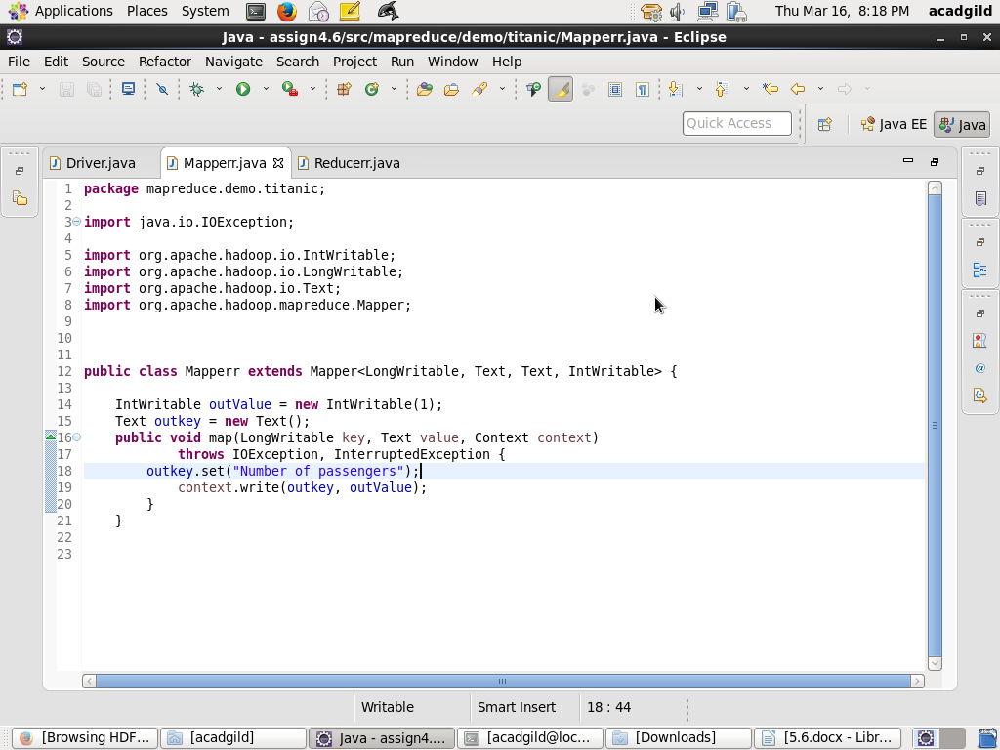 Applications Places System Thu Mar 16, 8:18 PM acadgild
Java - assign4.6/src/mapreduce/demo/titanic/Mapperr.java - Eclipse
File Edit Source Refactor Navigate Search Project Run Window Help
Quick Access Java EE Java
Driver.java Mapperr.java Reducerr.java
1 package mapreduce.demo.titanic;
2
3 import java.io.IOException;
4
5 import org.apache.hadoop.io.IntWritable;
6 import org.apache.hadoop.io.LongWritable;
7 import org.apache.hadoop.io.Text;
8 import org.apache.hadoop.mapreduce.Mapper;
9
10
11
12 public class Mapperr extends Mapper<LongWritable, Text, Text, IntWritable> {
13
14 IntWritable outValue = new IntWritable(1);
15 Text outkey = new Text();
16 public void map(LongWritable key, Text value, Context context)
17 throws IOException, InterruptedException {
18 outkey.set("Number of passengers");
19 context.write(outkey, outValue);
20 }
21 }
22
23
Writable Smart Insert 18 : 44
[Browsing HDF... [acadgild] Java - assign4.... [acadgild@loc... [Downloads] [5.6.docx - Libr...